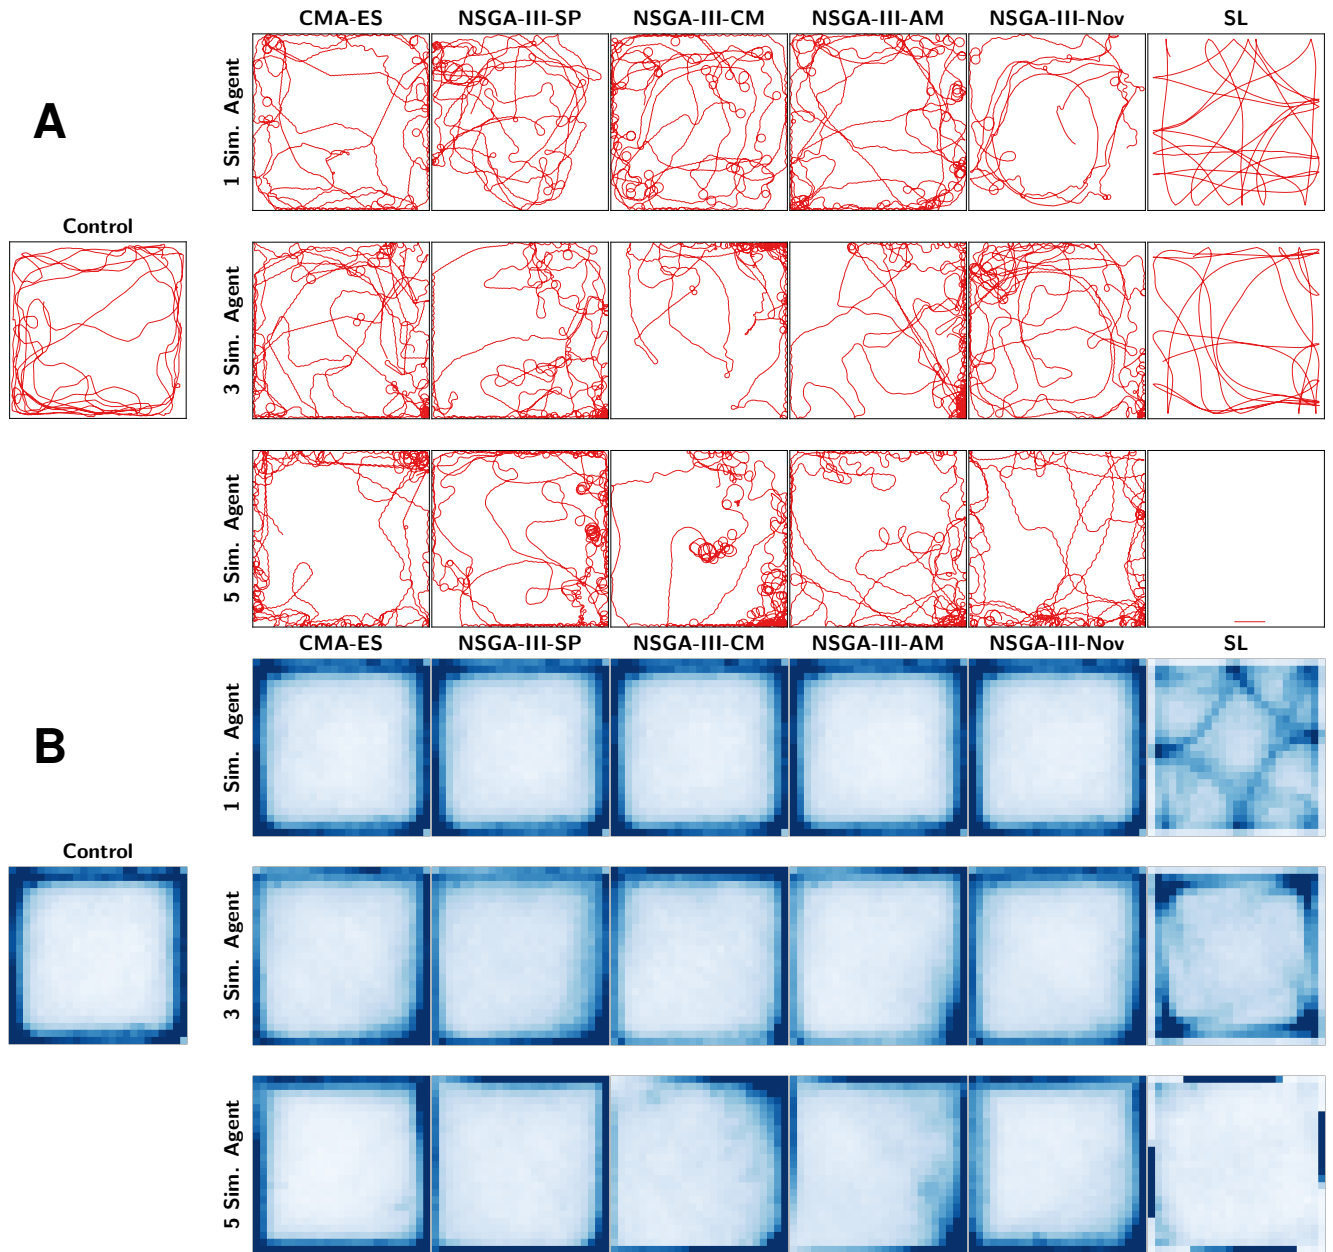 CMA-ES NSGA-III-SP NSGA-III-CM NSGA-III-AM NSGA-III-Nov SL
A
1 Sim. Agent
Control
3 Sim. Agent
5 Sim. Agent
CMA-ES NSGA-III-SP NSGA-III-CM NSGA-III-AM NSGA-III-Nov SL
B
1 Sim. Agent
Control
3 Sim. Agent
5 Sim. Agent